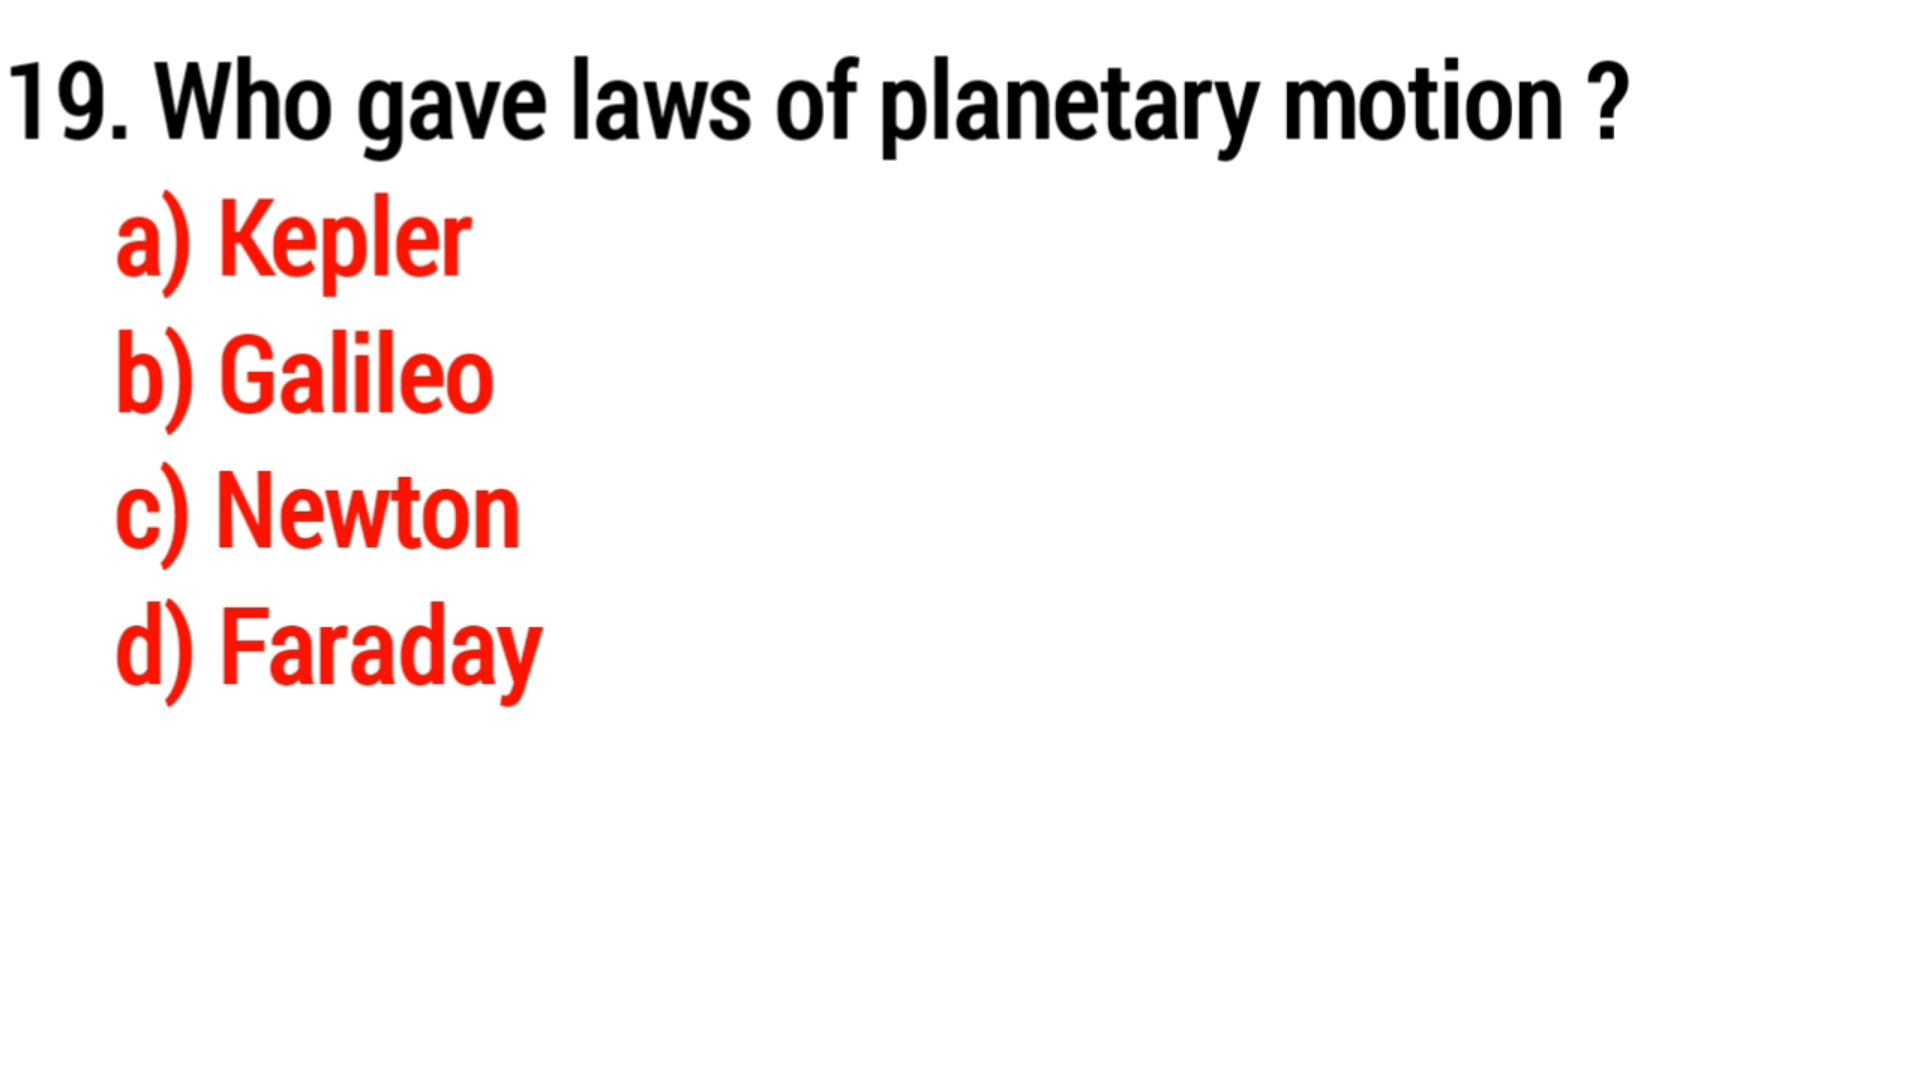 19. Who gave laws of planetary motion ?
a) Kepler
b) Galileo
c) Newton
d) Faraday